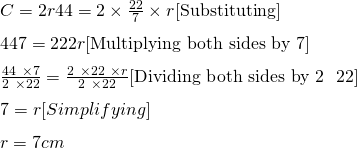 C = 2r44 = 2 × 22/7 × r[Substituting]
447 = 222r[Multiplying both sides by 7]
44 ×7/2 ×22 = 2 ×22 ×r/2 ×22[Dividing both sides by 2 22]
7 = r[Simplifying]
r = 7cm